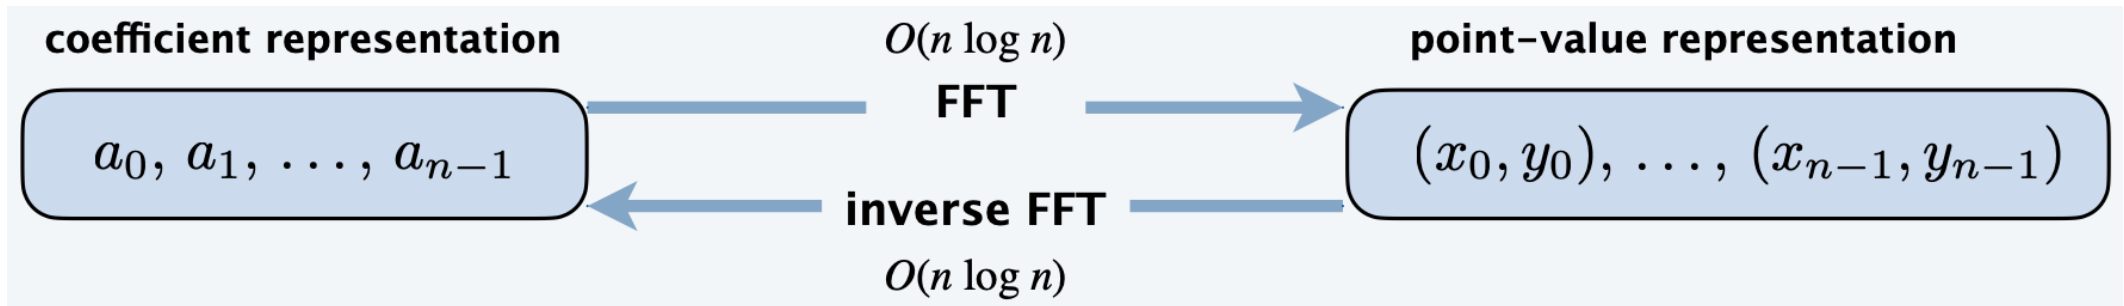 coefficient representation
O(n log n)
point-value representation
FFT
a₀, a₁, . . . , aₙ₋₁
(x₀, y₀), . . . , (xₙ₋₁, yₙ₋₁)
inverse FFT
O(n log n)